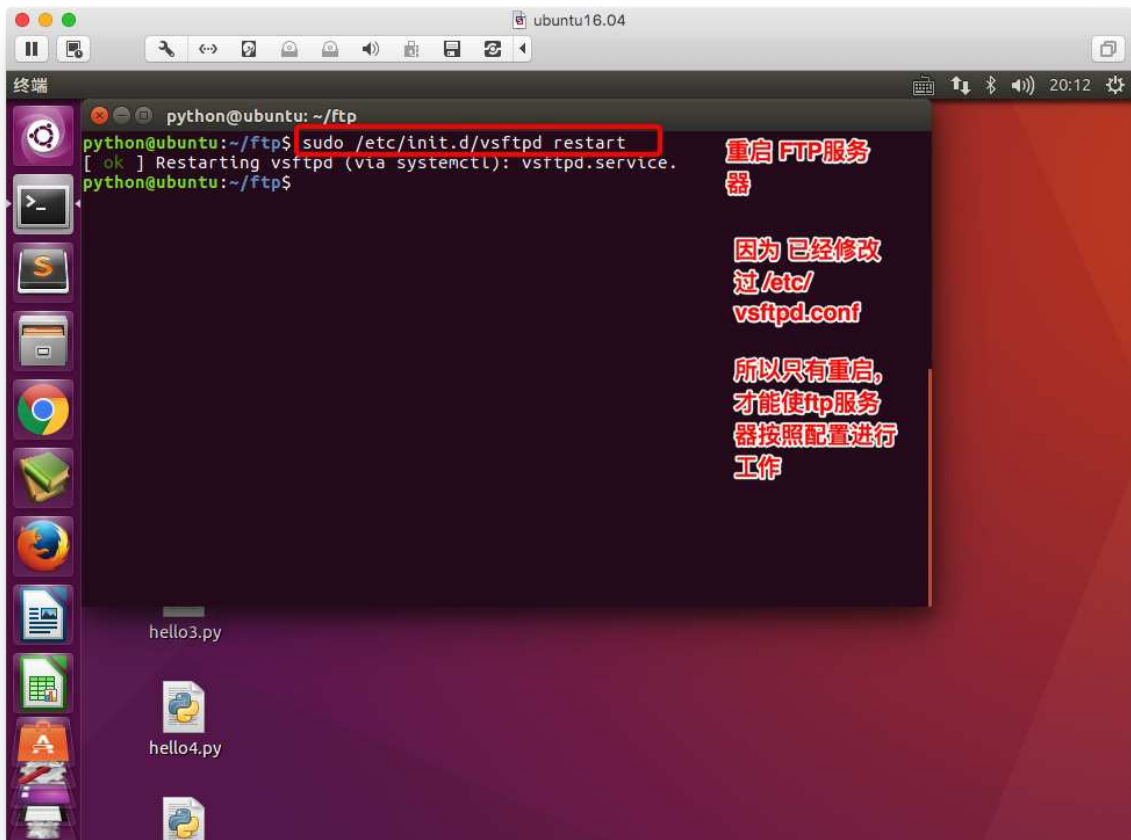 ubuntu16.04
终端
20:12
python@ubuntu: ~/ftp
python@ubuntu:~/ftp$ sudo /etc/init.d/vsftpd restart
[ ok ] Restarting vsftpd (via systemctl): vsftpd.service.
python@ubuntu:~/ftp$
重启 FTP服务
器
因为 已经修改
过 /etc/
vsftpd.conf
所以只有重启，
才能使ftp服务
器按照配置进行
工作
hello3.py
hello4.py